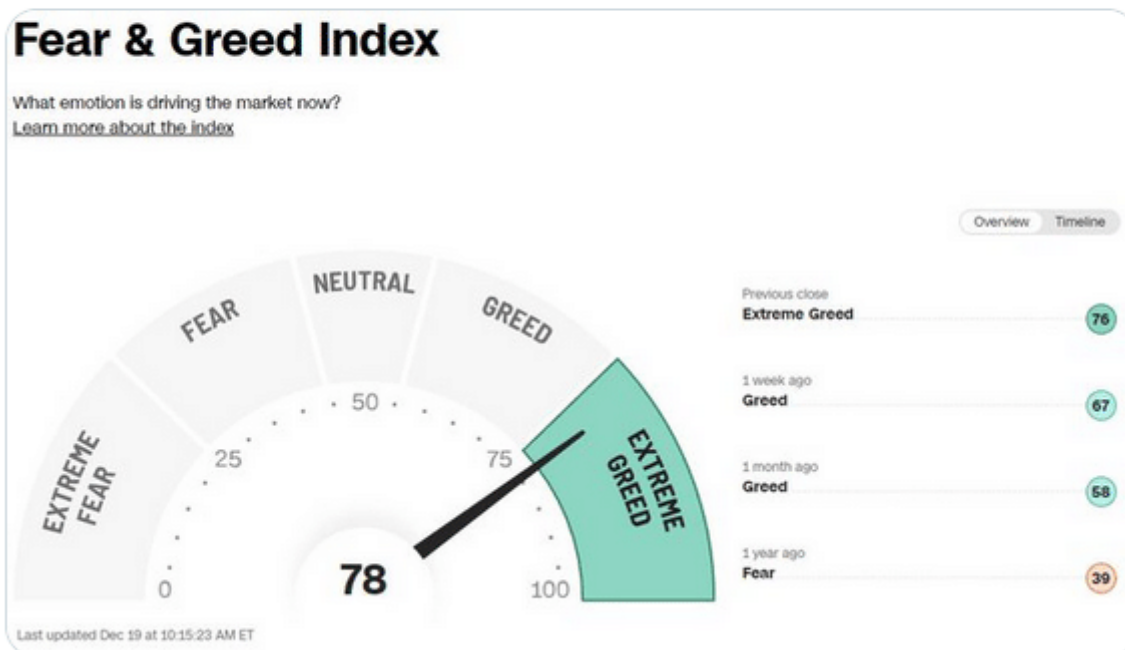 Fear & Greed Index
What emotion is driving the market now?
Learn more about the index
Overview
Timeline
EXTREME
FEAR
FEAR
NEUTRAL
GREED
EXTREME
GREED
0
25
50
75
100
78
Previous close
Extreme Greed
76
1 week ago
Greed
67
1 month ago
Greed
58
1 year ago
Fear
39
Last updated Dec 19 at 10:15:23 AM ET